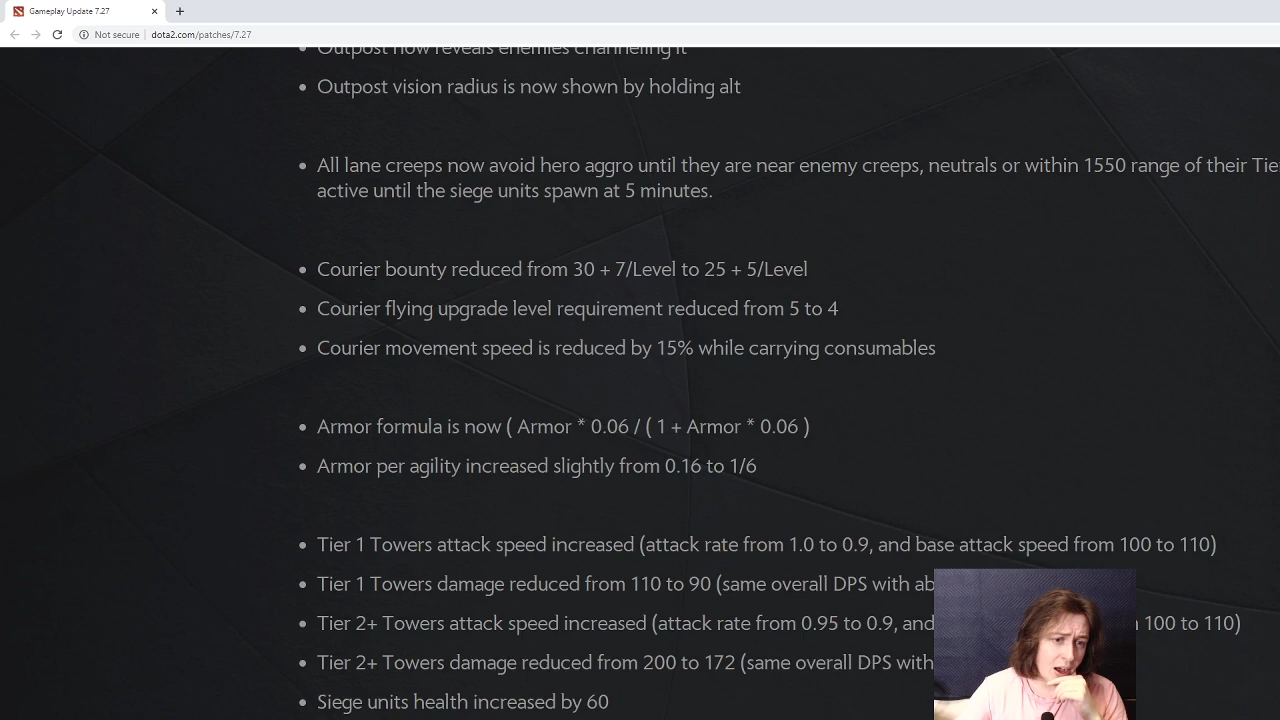 Gameplay Update 7.27
Not secure | dota2.com/patches/7.27
Outpost now reveals enemies channeling it
Outpost vision radius is now shown by holding alt
All lane creeps now avoid hero aggro until they are near enemy creeps, neutrals or within 1550 range of their Tie
active until the siege units spawn at 5 minutes.
Courier bounty reduced from 30 + 7/Level to 25 + 5/Level
Courier flying upgrade level requirement reduced from 5 to 4
Courier movement speed is reduced by 15% while carrying consumables
Armor formula is now ( Armor * 0.06 / ( 1 + Armor * 0.06 )
Armor per agility increased slightly from 0.16 to 1/6
Tier 1 Towers attack speed increased (attack rate from 1.0 to 0.9, and base attack speed from 100 to 110)
Tier 1 Towers damage reduced from 110 to 90 (same overall DPS with ab
Tier 2+ Towers attack speed increased (attack rate from 0.95 to 0.9, and 100 to 110)
Tier 2+ Towers damage reduced from 200 to 172 (same overall DPS with
Siege units health increased by 60